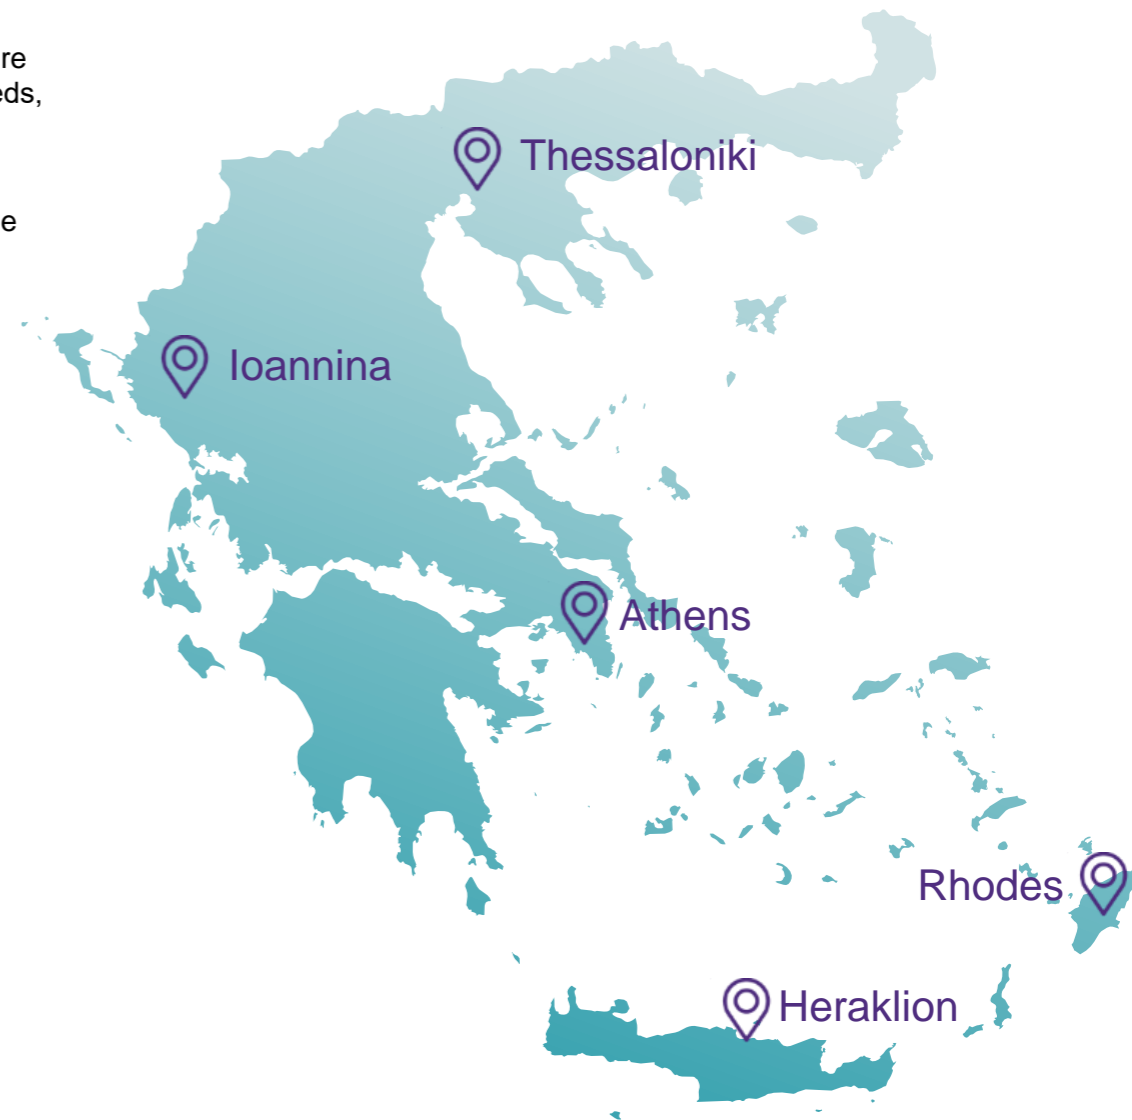 re
eds,
e
Thessaloniki
Ioannina
Athens
Rhodes
Heraklion